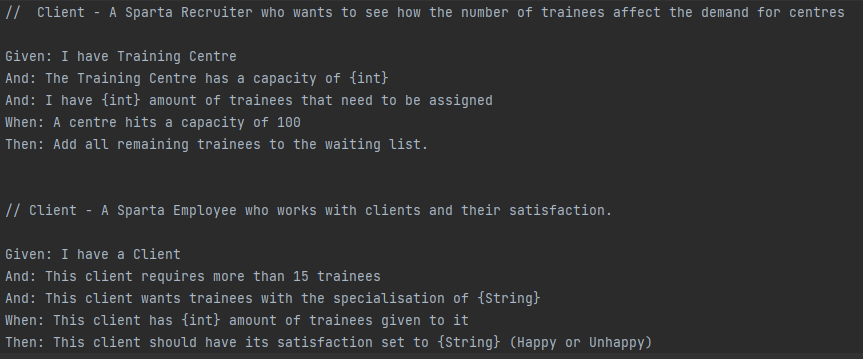 //  Client - A Sparta Recruiter who wants to see how the number of trainees affect the demand for centres
Given: I have Training Centre
And: The Training Centre has a capacity of {int}
And: I have {int} amount of trainees that need to be assigned
When: A centre hits a capacity of 100
Then: Add all remaining trainees to the waiting list.
// Client - A Sparta Employee who works with clients and their satisfaction.
Given: I have a Client
And: This client requires more than 15 trainees
And: This client wants trainees with the specialisation of {String}
When: This client has {int} amount of trainees given to it
Then: This client should have its satisfaction set to {String} (Happy or Unhappy)